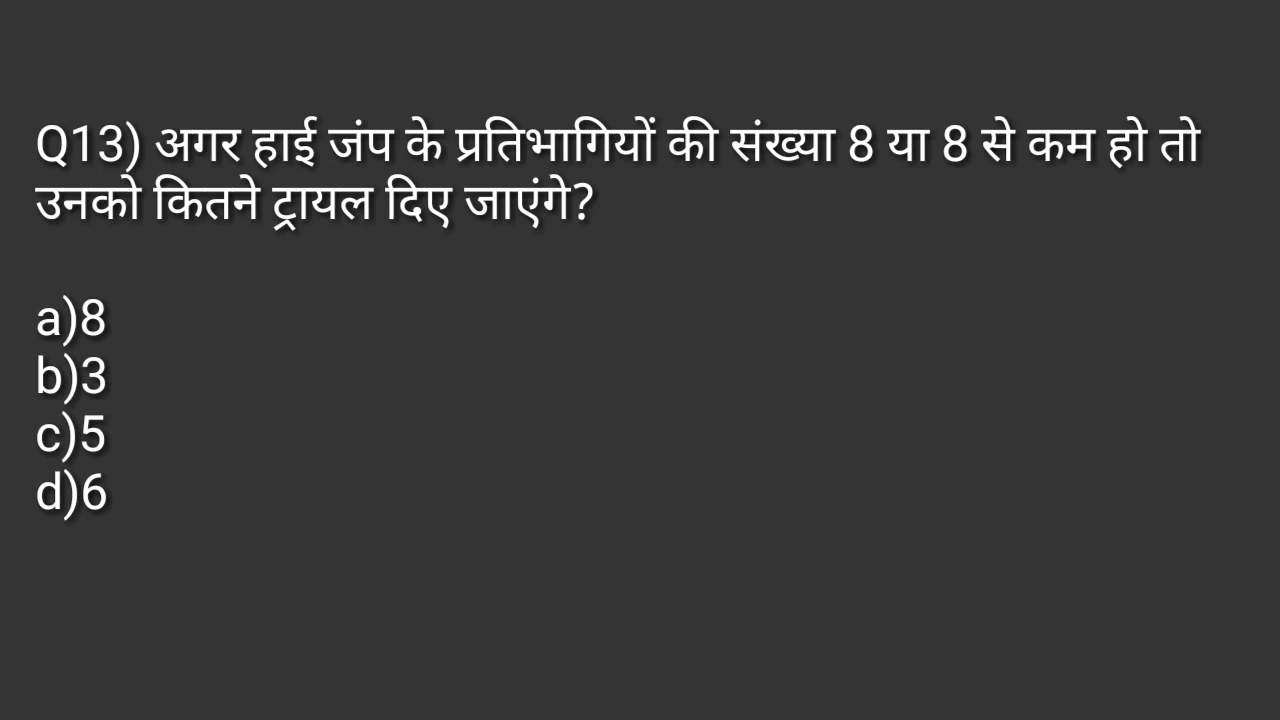 Q13) अगर हाई जंप के प्रतिभागियों की संख्या 8 या 8 से कम हो तो
उनको कितने ट्रायल दिए जाएंगे?
a)8
b)3
c)5
d)6